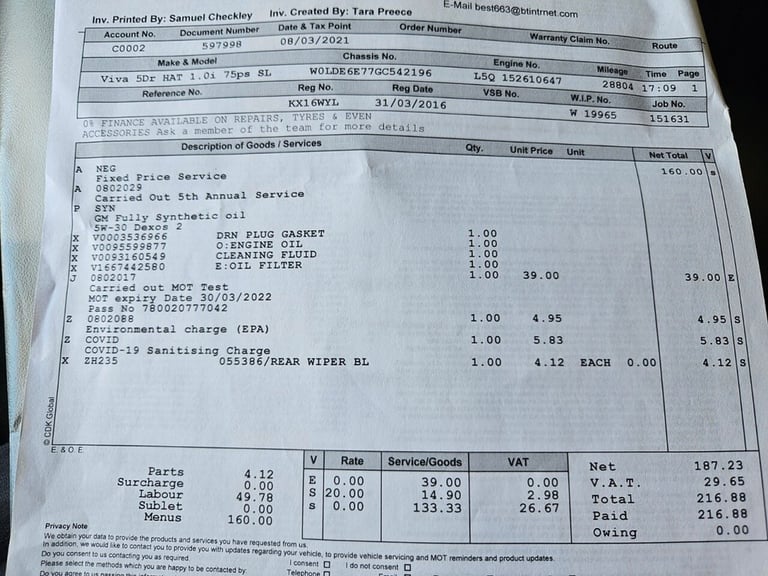 E-Mail best663@btintrnet.com
Inv. Printed By: Samuel Checkley Inv. Created By: Tara Preece
Account No. Document Number Date & Tax Point Order Number Warranty Claim No. Route
C0002 597998 08/03/2021
Make & Model Chassis No. Engine No. Mileage Time Page
Viva 5Dr HAT 1.0i 75ps SL W0LDE6E77GC542196 L5Q 152610647 28804 17:09 1
Reference No. Reg No. Reg Date VSB No. W.I.P. No. Job No.
KX16WYL 31/03/2016 W 19965 151631
0% FINANCE AVAILABLE ON REPAIRS, TYRES & EVEN
ACCESSORIES Ask a member of the team for more details
Description of Goods / Services Qty. Unit Price Unit Net Total V
A NEG 160.00 s
Fixed Price Service
A 0802029
Carried Out 5th Annual Service
P SYN
GM Fully Synthetic oil
5W-30 Dexos 2
X V0003536966 DRN PLUG GASKET 1.00
X V0095599877 O:ENGINE OIL 1.00
X V0093160549 CLEANING FLUID 1.00
X V1667442580 E:OIL FILTER 1.00
J 0802017 1.00 39.00 39.00 E
Carried out MOT Test
MOT expiry Date 30/03/2022
Pass No 780020777042
Z 0802088 1.00 4.95 4.95 S
Environmental charge (EPA)
Z COVID 1.00 5.83 5.83 S
COVID-19 Sanitising Charge
X ZH235 055386/REAR WIPER BL 1.00 4.12 EACH 0.00 4.12 S
© CDK Global
E. & O. E.
V Rate Service/Goods VAT
E 0.00 39.00 0.00
S 20.00 14.90 2.98
s 0.00 133.33 26.67
Parts 4.12
Surcharge 0.00
Labour 49.78
Sublet 0.00
Menus 160.00
Net 187.23
V.A.T. 29.65
Total 216.88
Paid 216.88
Owing 0.00
Privacy Note
We obtain your data to provide the products and services you have requested from us.
In addition, we would like to contact you to provide you with updates regarding your vehicle, to provide vehicle servicing and MOT reminders and product updates.
Do you consent to us contacting you as required I consent I do not consent
Please select the methods which you are happy to be contacted by: Telephone
Do you agree to us passing this